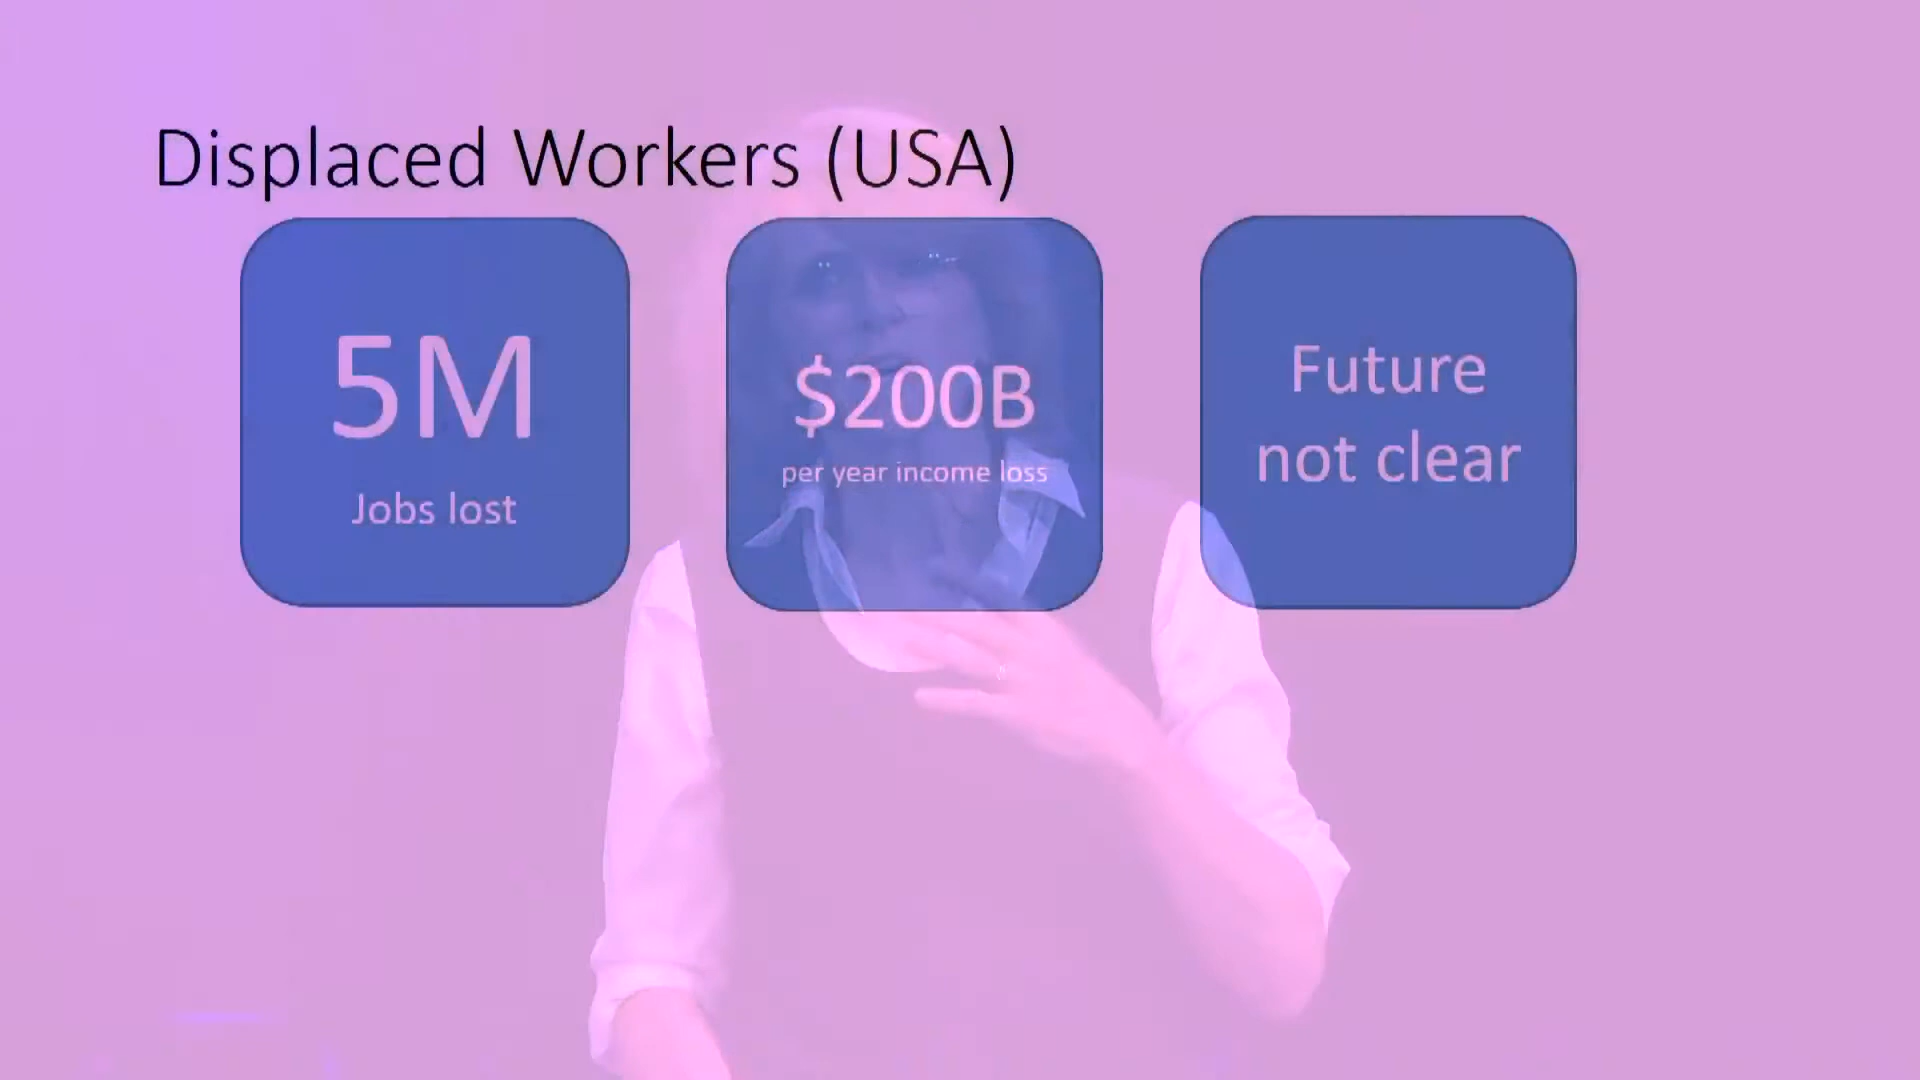 Displaced Workers (USA)
5M
Jobs lost
$200B
per year income loss
Future
not clear